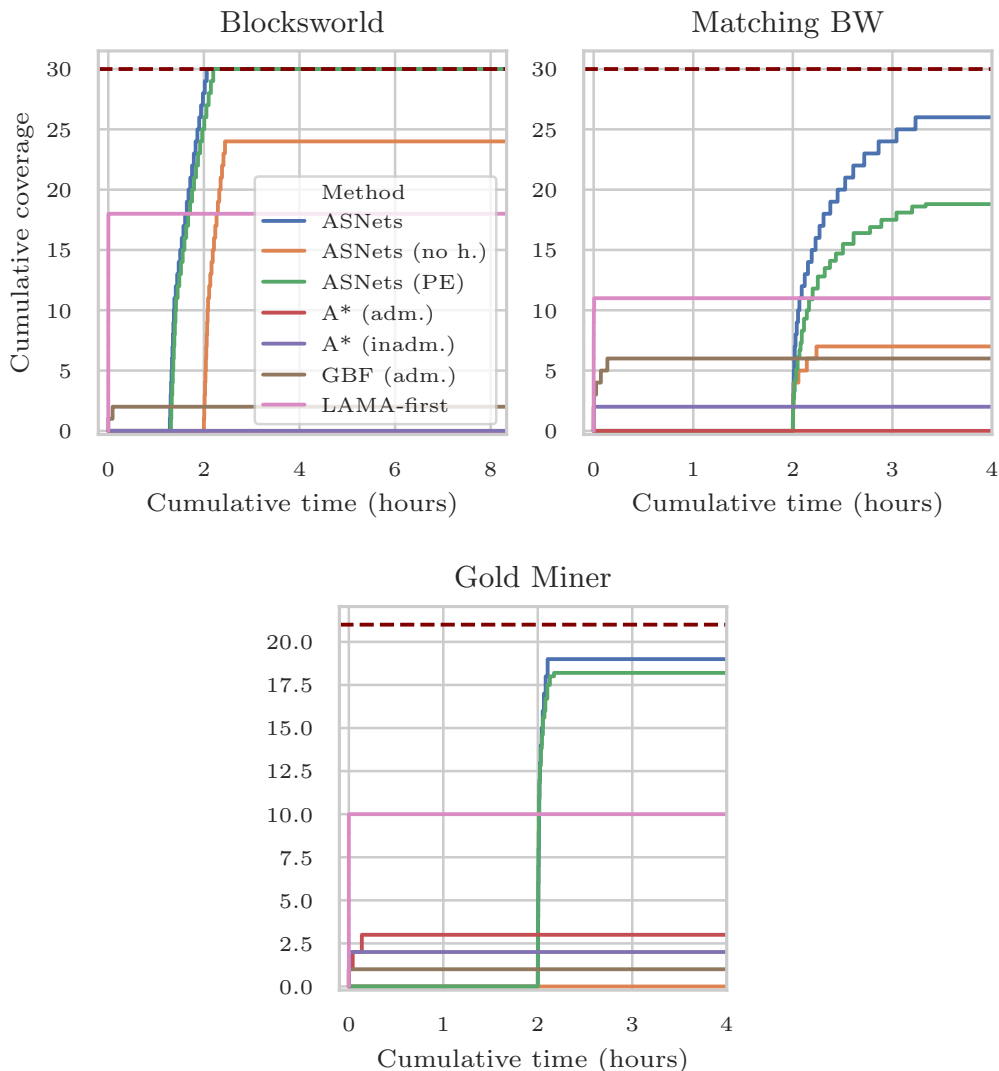 Blocksworld
Cumulative coverage
30
25
20
15
10
5
0
0 2 4 6 8
Cumulative time (hours)
Method
ASNets
ASNets (no h.)
ASNets (PE)
A* (adm.)
A* (inadm.)
GBF (adm.)
LAMA-first
Matching BW
30
25
20
15
10
5
0
0 1 2 3 4
Cumulative time (hours)
Gold Miner
20.0
17.5
15.0
12.5
10.0
7.5
5.0
2.5
0.0
0 1 2 3 4
Cumulative time (hours)